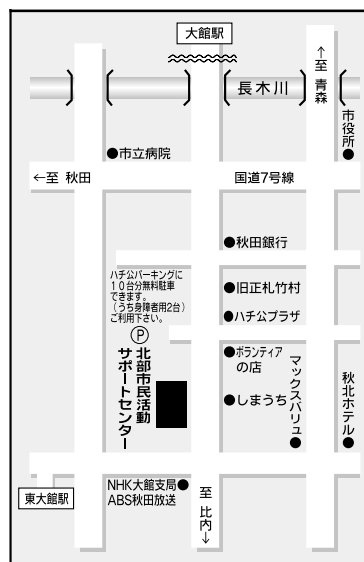 大館駅
↑至 青森
長木川
市役所
●市立病院
←至 秋田
国道7号線
●秋田銀行
ハチ公パーキングに
10台分無料駐車
できます。
(うち身障者用2台)
ご利用下さい。
●旧正札竹村
●ハチ公プラザ
Ⓟ
北部市民活動
サポートセンター
●ボランティア
の店
●しまうち
マックスバリュ●
秋北ホテル●
東大館駅
NHK大館支局●
ABS秋田放送
至 比内→